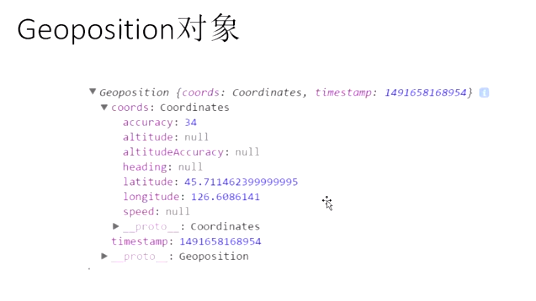 Geoposition对象
▼ Geoposition {coords: Coordinates, timestamp: 1491658168954} i
▼ coords: Coordinates
accuracy: 34
altitude: null
altitudeAccuracy: null
heading: null
latitude: 45.711462399999995
longitude: 126.6086141
speed: null
▶ __proto__: Coordinates
timestamp: 1491658168954
▶ __proto__: Geoposition